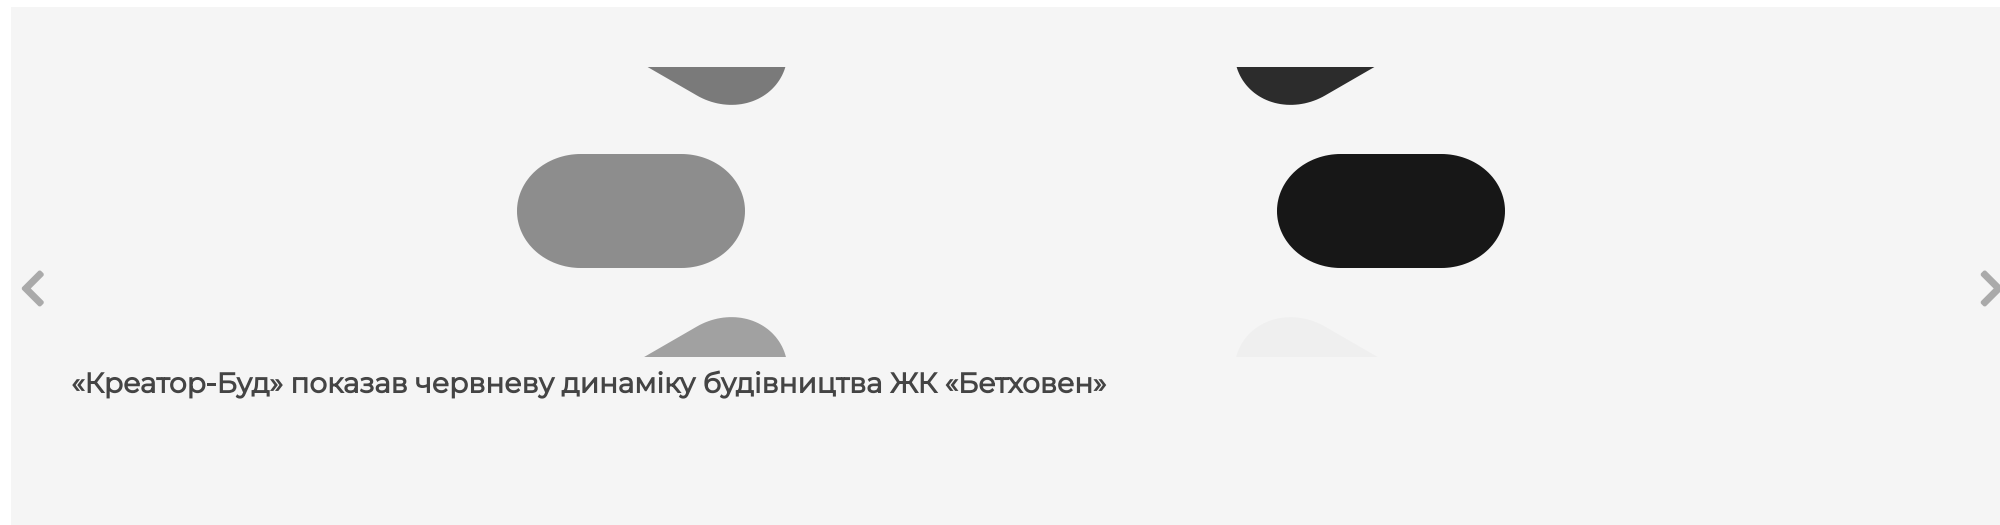 «Креатор-Буд» показав червневу динаміку будівництва ЖК «Бетховен»